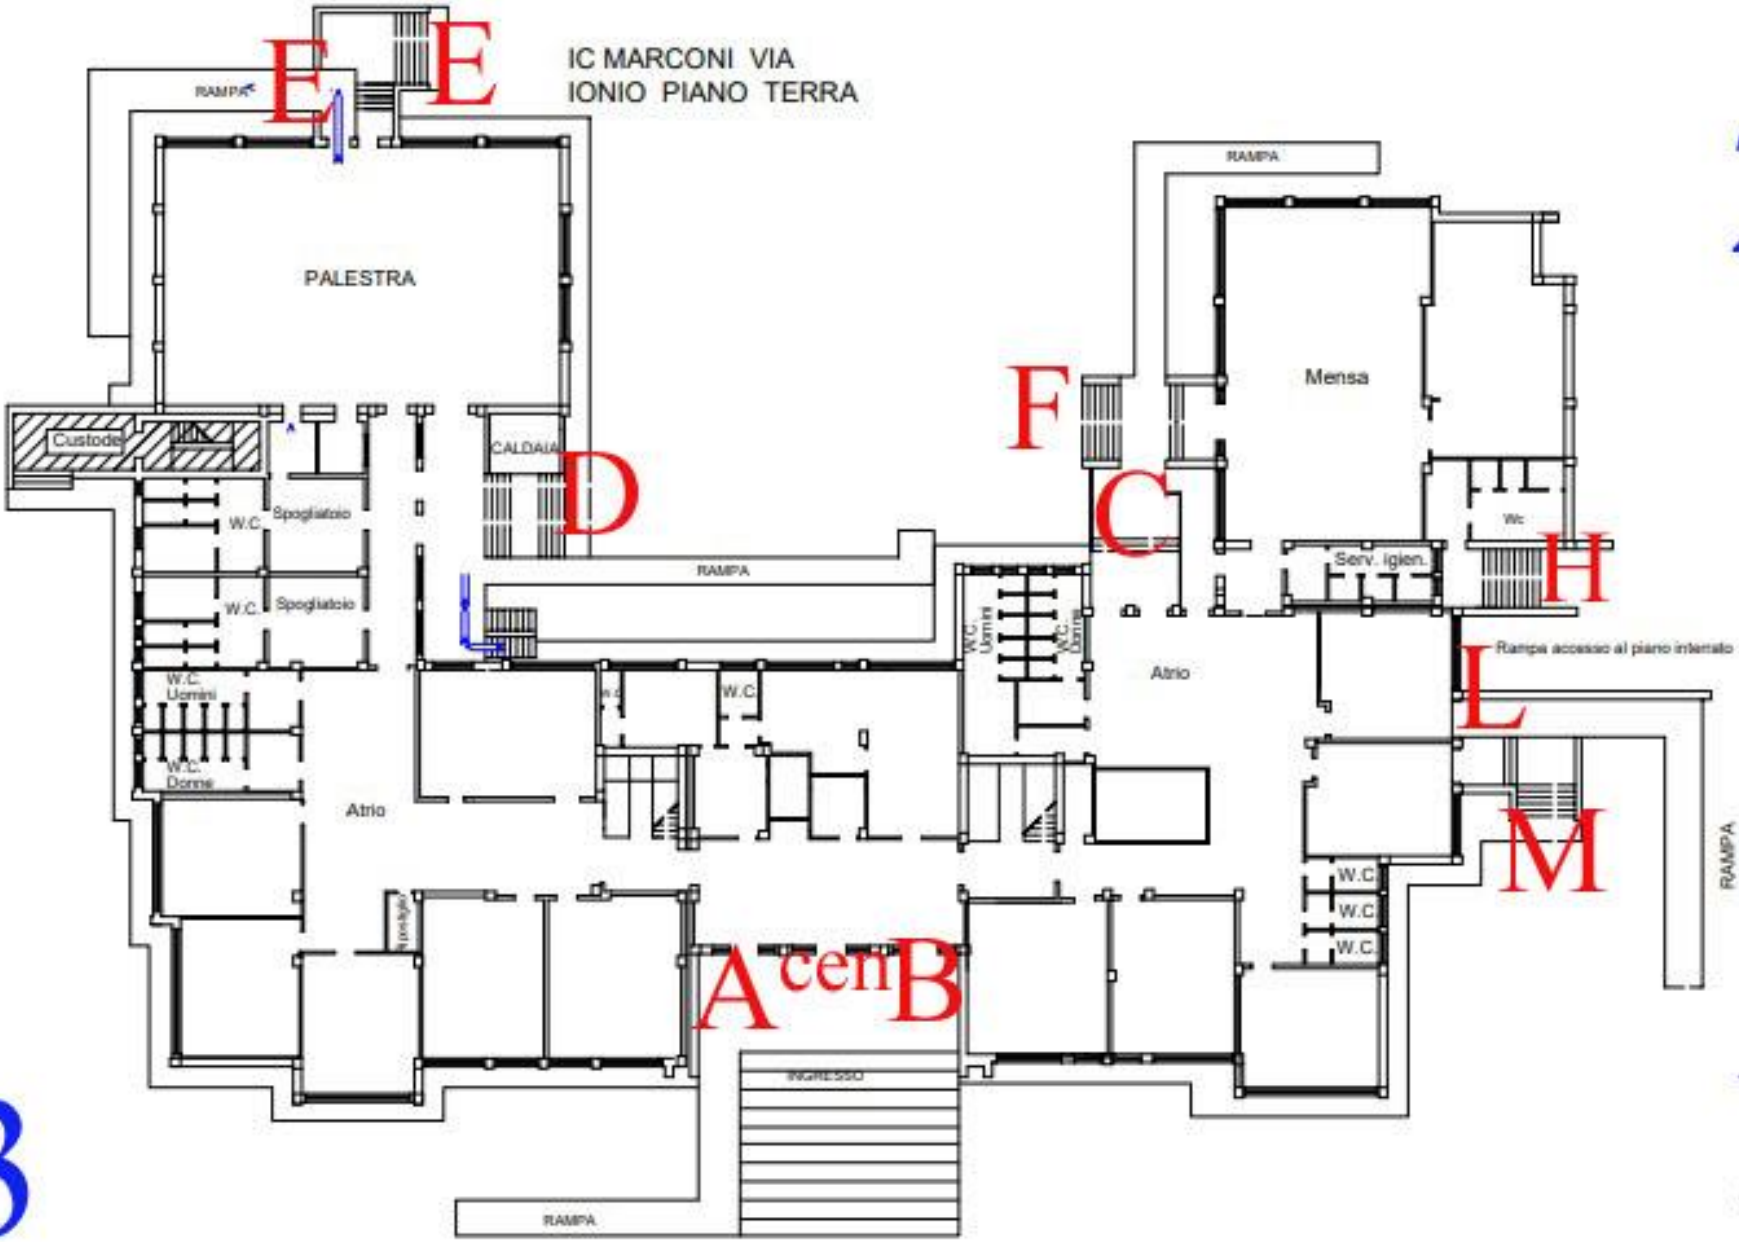 E
E
IC MARCONI VIA
IONIO PIANO TERRA
RAMPA
RAMPA
PALESTRA
Mensa
F
Custode
CALDAIA
D
C
W.C.
Spogliatoio
Wc
H
Serv. igien.
RAMPA
W.C.
Spogliatoio
W.C.
Uomini
W.C.
Donne
Rampa accesso al piano interrato
L
Atrio
W.C.
Uomini
W.C.
W.C.
Donne
Atrio
M
RAMPA
W.C.
W.C.
W.C.
A cen B
INGRESSO
B
RAMPA